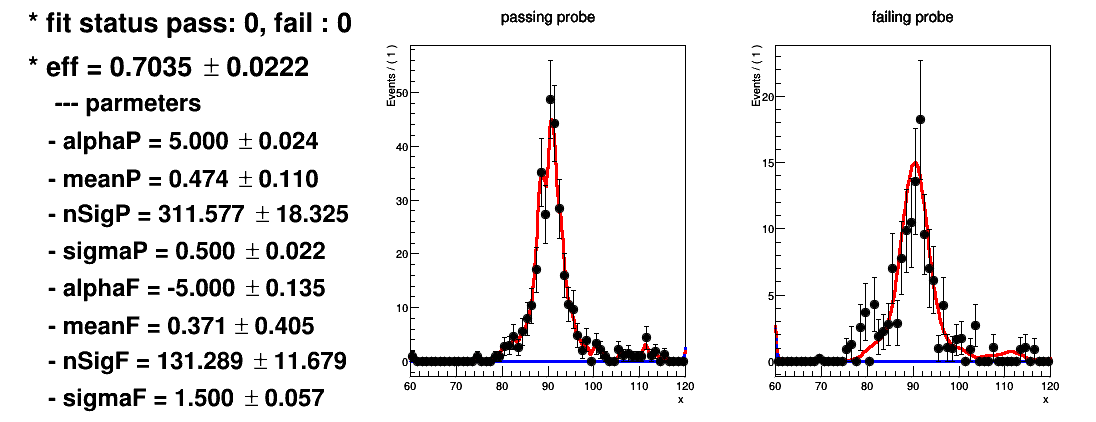 * fit status pass: 0, fail : 0
* eff = 0.7035 ± 0.0222
--- parmeters
- alphaP = 5.000 ± 0.024
- meanP = 0.474 ± 0.110
- nSigP = 311.577 ± 18.325
- sigmaP = 0.500 ± 0.022
- alphaF = -5.000 ± 0.135
- meanF = 0.371 ± 0.405
- nSigF = 131.289 ± 11.679
- sigmaF = 1.500 ± 0.057
passing probe
Events / ( 1 )
50
40
30
20
10
0
60 70 80 90 100 110 120
x
failing probe
Events / ( 1 )
20
15
10
5
0
60 70 80 90 100 110 120
x